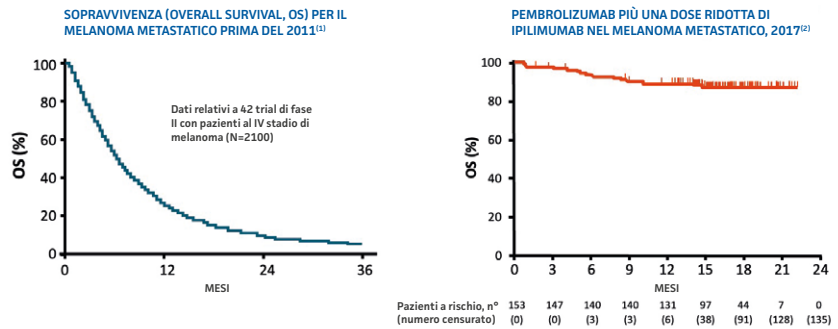 SOPRAVVIVENZA (OVERALL SURVIVAL, OS) PER IL
MELANOMA METASTATICO PRIMA DEL 2011(1)
100
80
60
40
20
0
OS (%)
Dati relativi a 42 trial di fase
II con pazienti al IV stadio di
melanoma (N=2100)
0 12 24 36
MESI
PEMBROLIZUMAB PIÙ UNA DOSE RIDOTTA DI
IPILIMUMAB NEL MELANOMA METASTATICO, 2017(2)
100
80
60
40
20
0
OS (%)
0 3 6 9 12 15 18 21 24
MESI
Pazienti a rischio, n° 153 147 140 140 131 97 44 7 0
(numero censurato) (0) (0) (3) (3) (6) (38) (91) (128) (135)